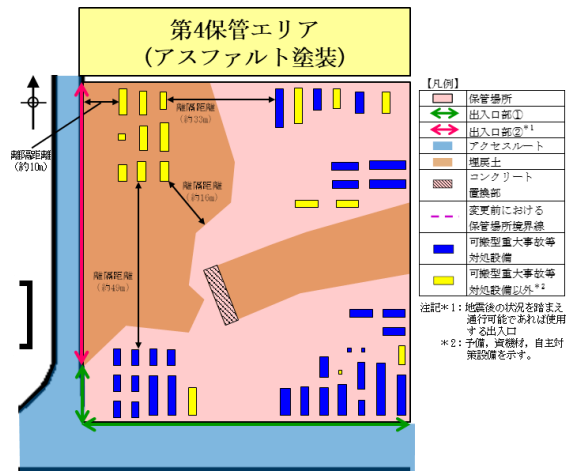 第4保管エリア
(アスファルト塗装)
離隔距離
(約33m)
離隔距離
(約10m)
離隔距離
(約16m)
離隔距離
(約49m)
【凡例】
保管場所
出入口部①
出入口部②*1
アクセスルート
埋戻土
コンクリート
置換部
変更前における
保管場所境界線
可搬型重大事故等
対処設備
可搬型重大事故等
対処設備以外*2
注記*1:地震後の状況を踏まえ
通行可能であれば使用
する出入口
*2:予備,資機材,自主対
策設備を示す。